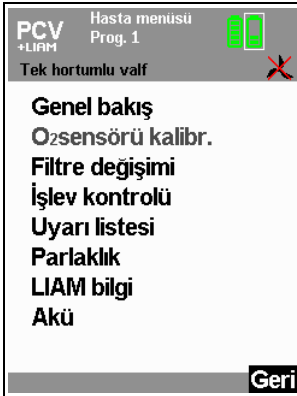 PCV
+LIAM
Hasta menüsü
Prog. 1
Tek hortumlu valf
Genel bakış
O₂sensörü kalibr.
Filtre değişimi
İşlev kontrolü
Uyarı listesi
Parlaklık
LIAM bilgi
Akü
Geri